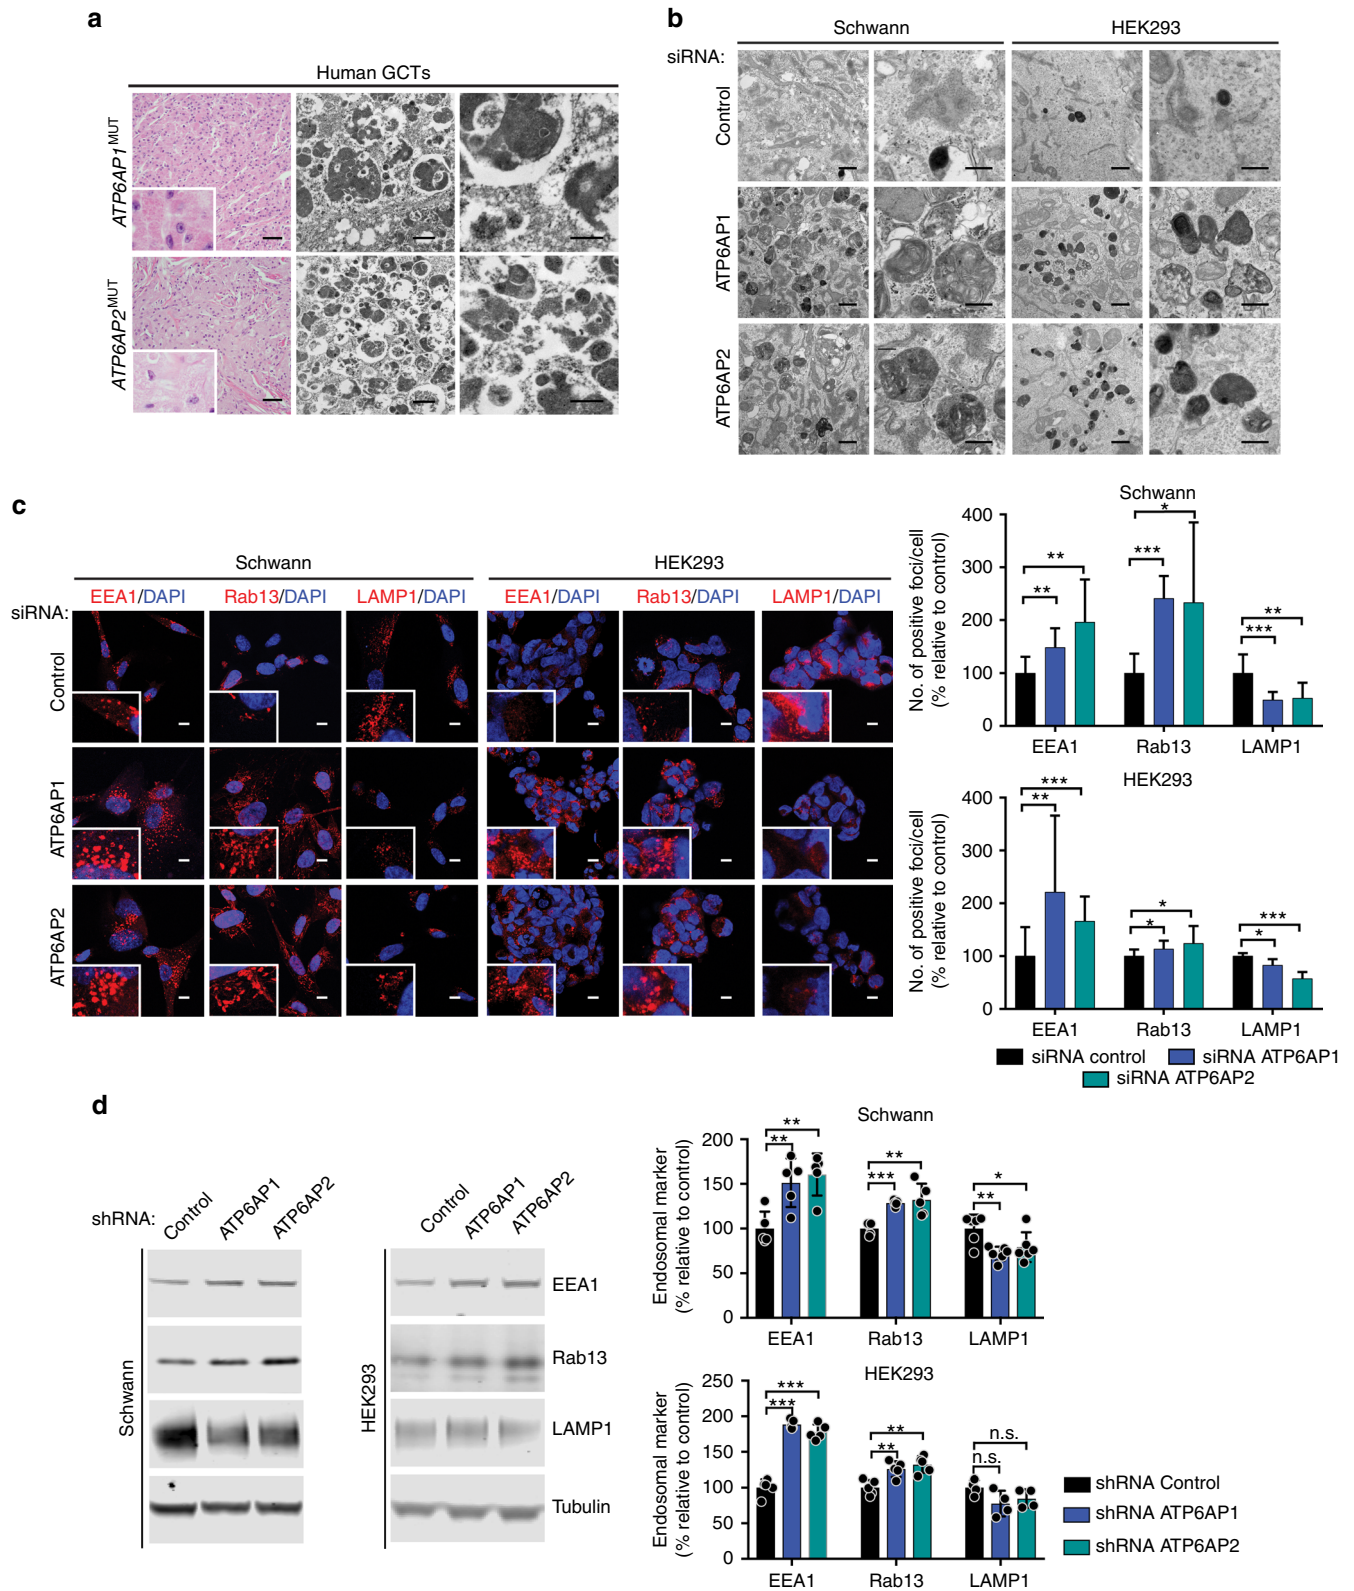 a
Human GCTs
ATP6AP1MUT
ATP6AP2MUT
b
Schwann
HEK293
siRNA:
Control
ATP6AP1
ATP6AP2
c
Schwann
HEK293
siRNA:
EEA1/DAPI
Rab13/DAPI
LAMP1/DAPI
EEA1/DAPI
Rab13/DAPI
LAMP1/DAPI
Control
ATP6AP1
ATP6AP2
Schwann
No. of positive foci/cell
(% relative to control)
400
300
200
100
0
**
**
***
*
***
**
EEA1
Rab13
LAMP1
HEK293
No. of positive foci/cell
(% relative to control)
400
300
200
100
0
***
**
*
*
***
*
EEA1
Rab13
LAMP1
siRNA control
siRNA ATP6AP1
siRNA ATP6AP2
d
shRNA:
Control
ATP6AP1
ATP6AP2
Control
ATP6AP1
ATP6AP2
Schwann
HEK293
EEA1
Rab13
LAMP1
Tubulin
Schwann
Endosomal marker
(% relative to control)
200
150
100
50
0
**
**
**
***
*
**
EEA1
Rab13
LAMP1
HEK293
Endosomal marker
(% relative to control)
250
200
150
100
50
0
***
***
**
**
n.s.
n.s.
EEA1
Rab13
LAMP1
shRNA Control
shRNA ATP6AP1
shRNA ATP6AP2